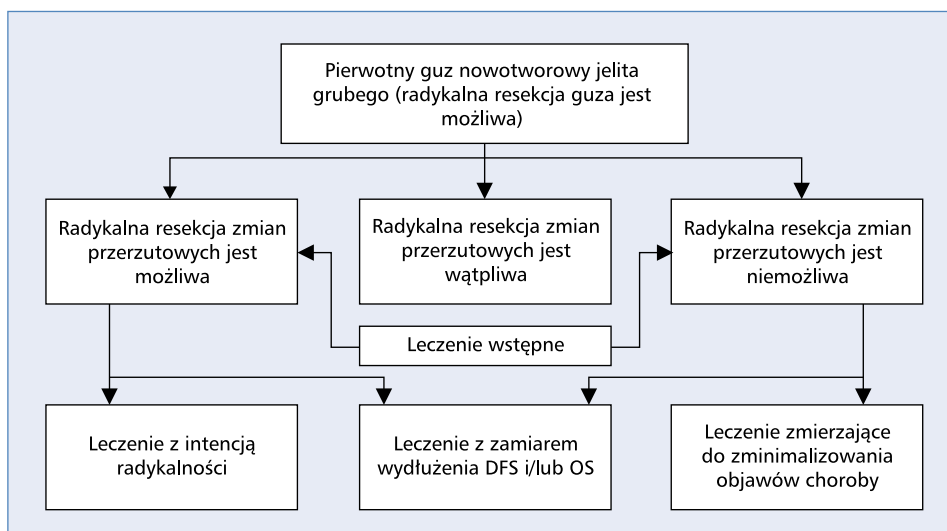 Pierwotny guz nowotworowy jelita
grubego (radykalna resekcja guza jest
możliwa)
Radykalna resekcja zmian
przerzutowych jest
możliwa
Radykalna resekcja zmian
przerzutowych jest
wątpliwa
Radykalna resekcja zmian
przerzutowych jest
niemożliwa
Leczenie wstępne
Leczenie z intencją
radykalności
Leczenie z zamiarem
wydłużenia DFS i/lub OS
Leczenie zmierzające
do zminimalizowania
objawów choroby